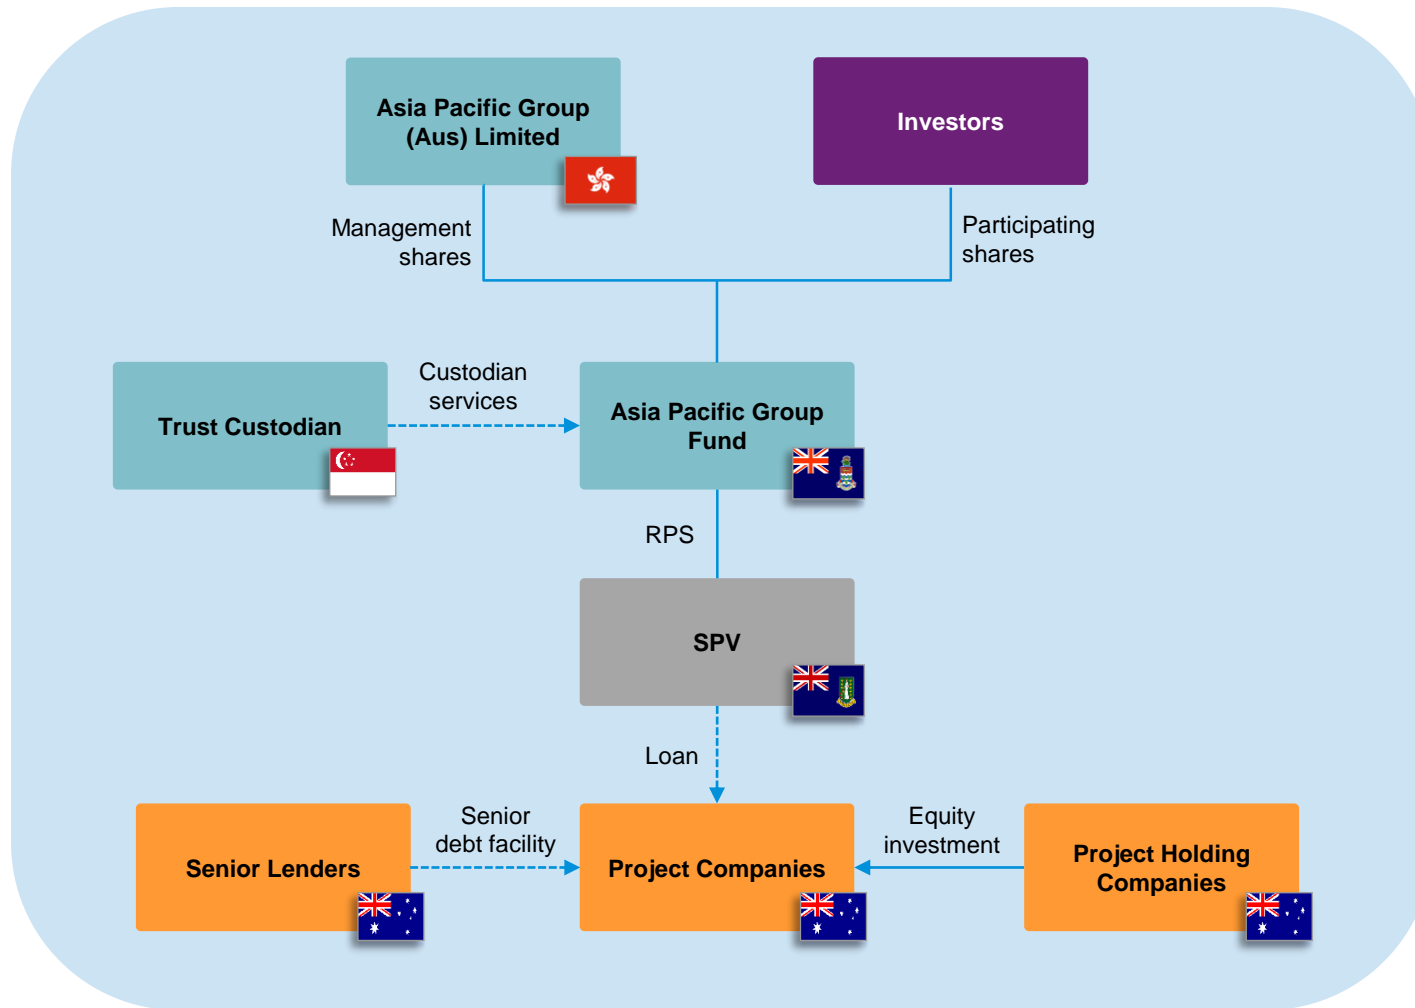 Asia Pacific Group
(Aus) Limited
Investors
Management
shares
Participating
shares
Trust Custodian
Custodian
services
Asia Pacific Group
Fund
RPS
SPV
Loan
Senior Lenders
Senior
debt facility
Project Companies
Equity
investment
Project Holding
Companies